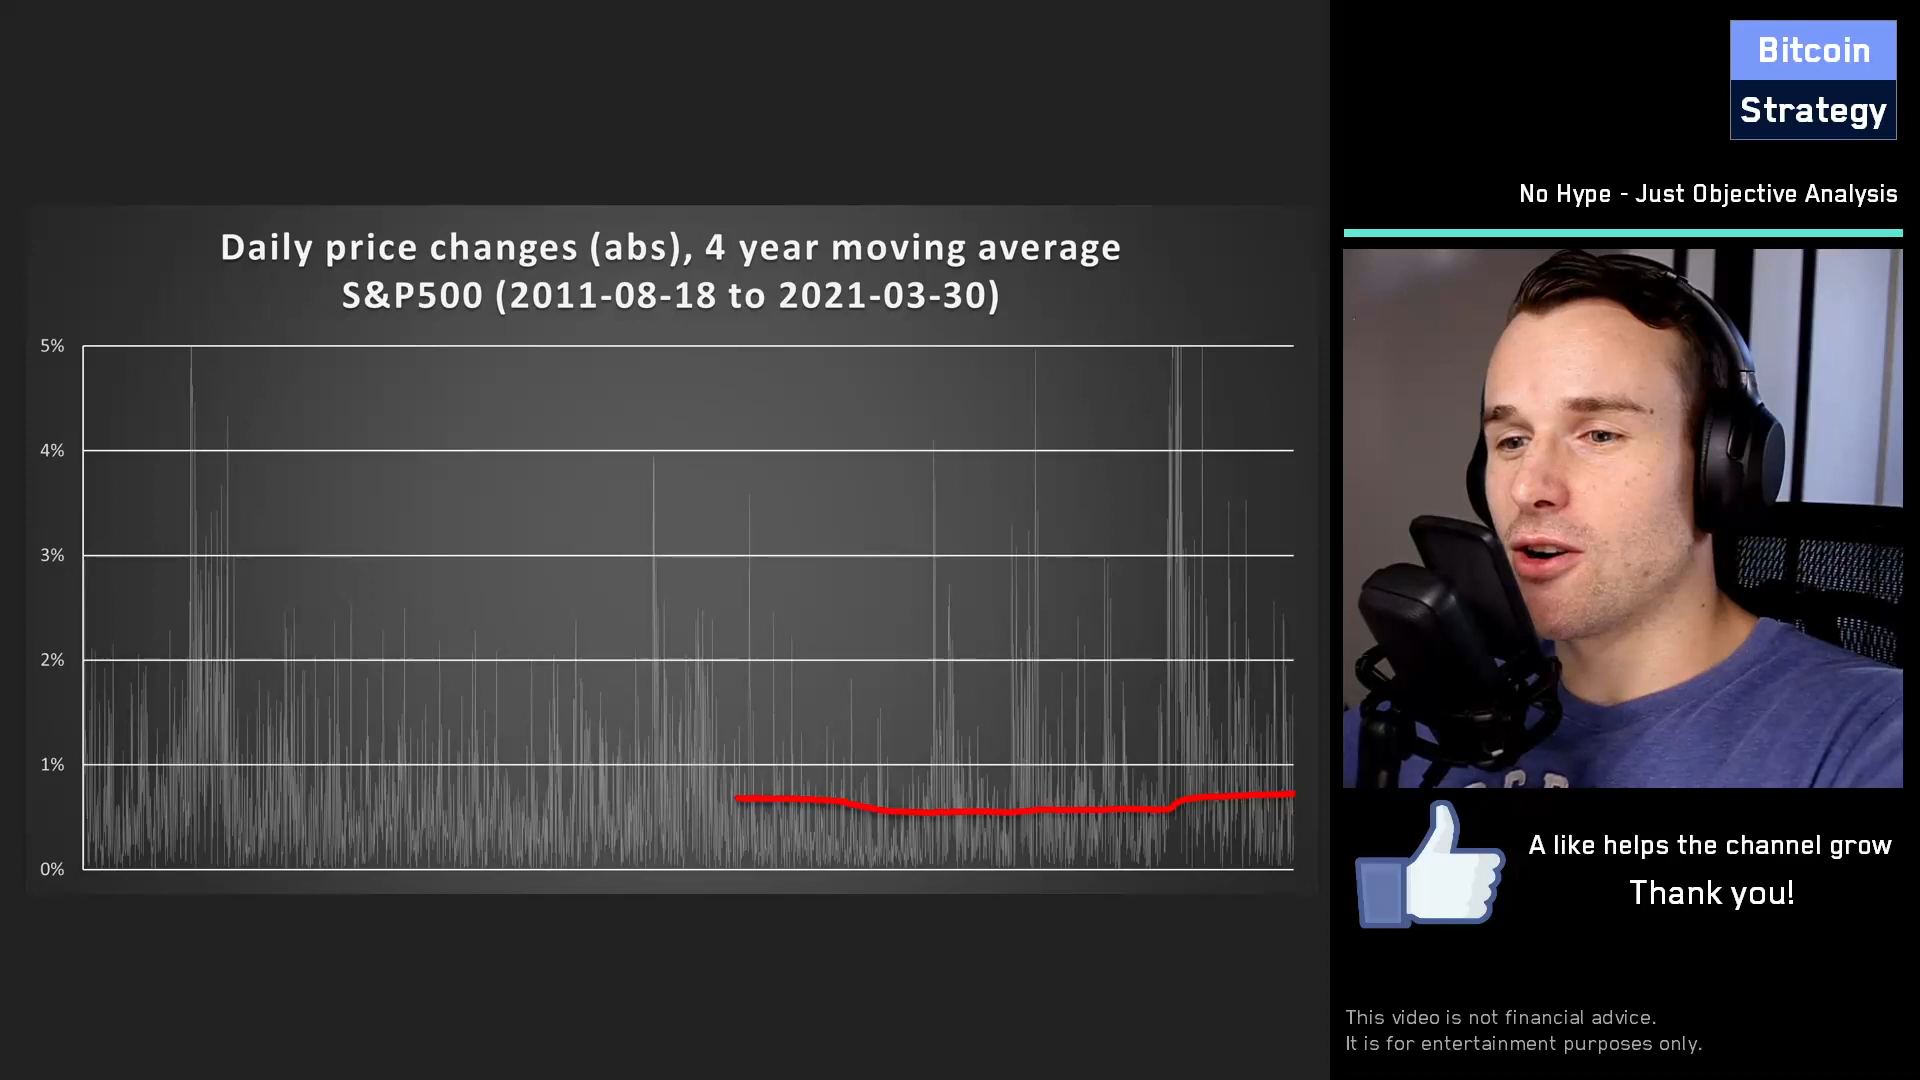 Bitcoin
Strategy
No Hype - Just Objective Analysis
Daily price changes (abs), 4 year moving average
S&P500 (2011-08-18 to 2021-03-30)
5%
4%
3%
2%
1%
0%
A like helps the channel grow
Thank you!
This video is not financial advice.
It is for entertainment purposes only.